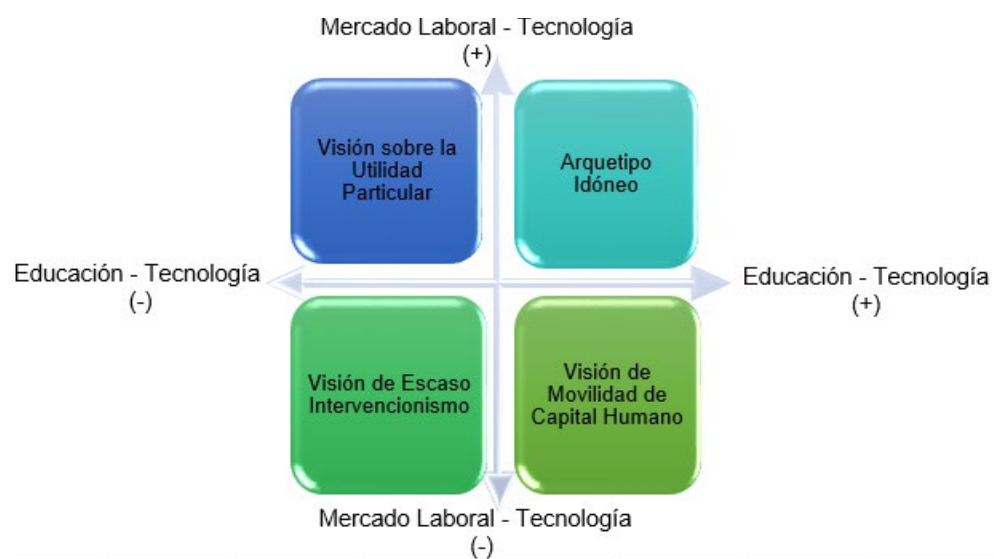 Mercado Laboral - Tecnología
(+)
Visión sobre la
Utilidad
Particular
Arquetipo
Idóneo
Educación - Tecnología
(-)
Educación - Tecnología
(+)
Visión de Escaso
Intervencionismo
Visión de
Movilidad de
Capital Humano
Mercado Laboral - Tecnología
(-)